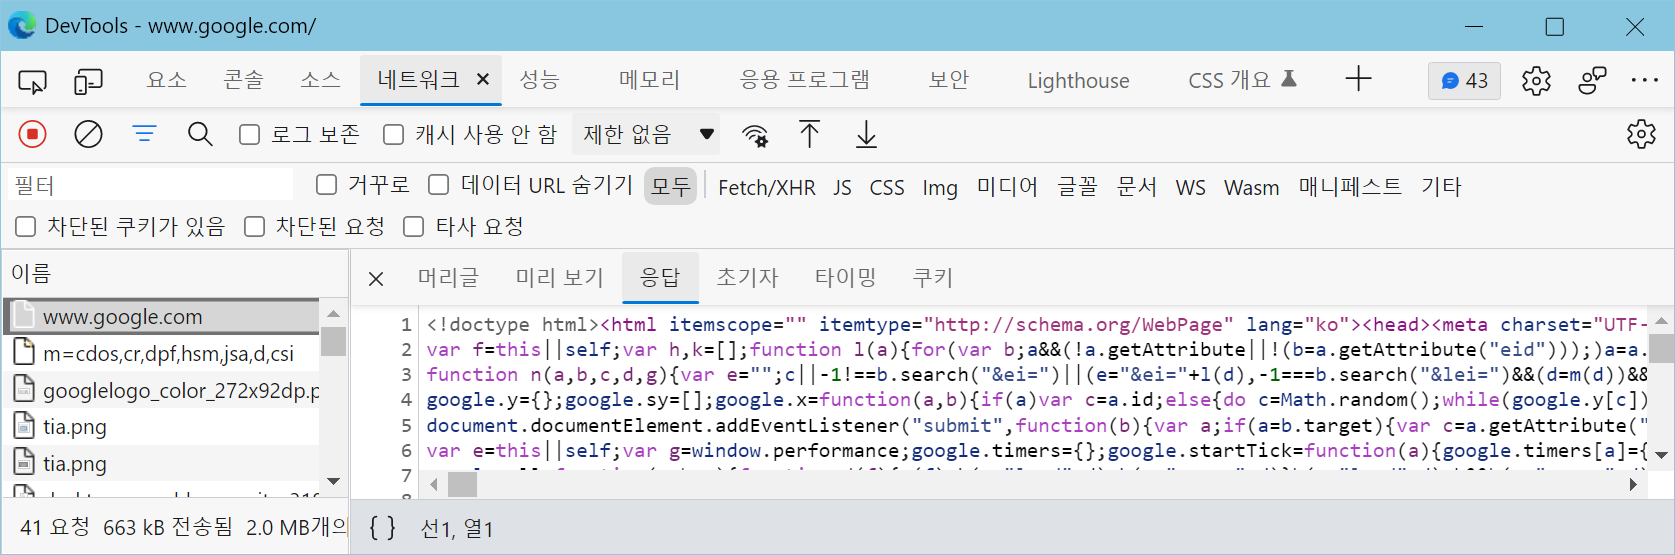 DevTools - www.google.com/
요소 콘솔 소스 네트워크 성능 메모리 응용 프로그램 보안 Lighthouse CSS 개요 43
로그 보존 캐시 사용 안 함 제한 없음
필터 거꾸로 데이터 URL 숨기기 모두 Fetch/XHR JS CSS Img 미디어 글꼴 문서 WS Wasm 매니페스트 기타
차단된 쿠키가 있음 차단된 요청 타사 요청
이름
www.google.com
m=cdos,cr,dpf,hsm,jsa,d,csi
googlelogo_color_272x92dp.p
tia.png
tia.png
41 요청 663 kB 전송됨 2.0 MB개의
머리글 미리 보기 응답 초기자 타이밍 쿠키
1 <!doctype html><html itemscope="" itemtype="http://schema.org/WebPage" lang="ko"><head><meta charset="UTF-
2 var f=this||self;var h,k=[];function l(a){for(var b;a&&(!a.getAttribute||!(b=a.getAttribute("eid")));)a=a.
3 function n(a,b,c,d,g){var e="";c||-1!==b.search("&ei=")||(e="&ei="+l(d),-1===b.search("&lei=")&&(d=m(d))&&
4 google.y={};google.sy=[];google.x=function(a,b){if(a)var c=a.id;else{do c=Math.random();while(google.y[c])
5 document.documentElement.addEventListener("submit",function(b){var a;if(a=b.target){var c=a.getAttribute("
6 var e=this||self;var g=window.performance;google.timers={};google.startTick=function(a){google.timers[a]={
7
8
{ } 선1, 열1